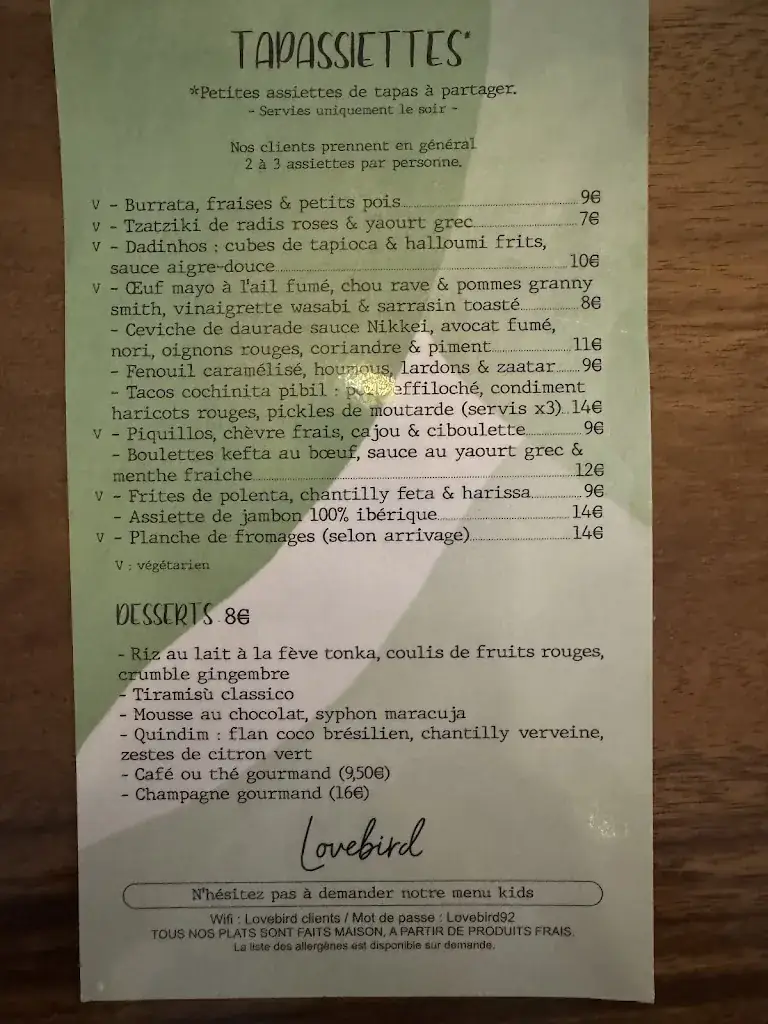 TAPASSIETTES*
*Petites assiettes de tapas à partager.
- Servies uniquement le soir -
Nos clients prennent en général
2 à 3 assiettes par personne.
V - Burrata, fraises & petits pois 9€
V - Tzatziki de radis roses & yaourt grec 7€
V - Dadinhos : cubes de tapioca & halloumi frits,
sauce aigre-douce 10€
V - Œuf mayo à l'ail fumé, chou rave & pommes granny
smith, vinaigrette wasabi & sarrasin toasté 8€
- Ceviche de daurade sauce Nikkei, avocat fumé,
nori, oignons rouges, coriandre & piment 11€
- Fenouil caramélisé, houmous, lardons & zaatar 9€
- Tacos cochinita pibil : effiloché, condiment
haricots rouges, pickles de moutarde (servis x3) 14€
V - Piquillos, chèvre frais, cajou & ciboulette 9€
- Boulettes kefta au bœuf, sauce au yaourt grec &
menthe fraiche 12€
V - Frites de polenta, chantilly feta & harissa 9€
- Assiette de jambon 100% ibérique 14€
V - Planche de fromages (selon arrivage) 14€
V : végétarien
DESSERTS 8€
- Riz au lait à la fève tonka, coulis de fruits rouges,
crumble gingembre
- Tiramisù classico
- Mousse au chocolat, syphon maracuja
- Quindim : flan coco brésilien, chantilly verveine,
zestes de citron vert
- Café ou thé gourmand (9,50€)
- Champagne gourmand (16€)
Lovebird
N'hésitez pas à demander notre menu kids
Wifi : Lovebird clients / Mot de passe : Lovebird92
TOUS NOS PLATS SONT FAITS MAISON, A PARTIR DE PRODUITS FRAIS.
La liste des allergènes est disponible sur demande.